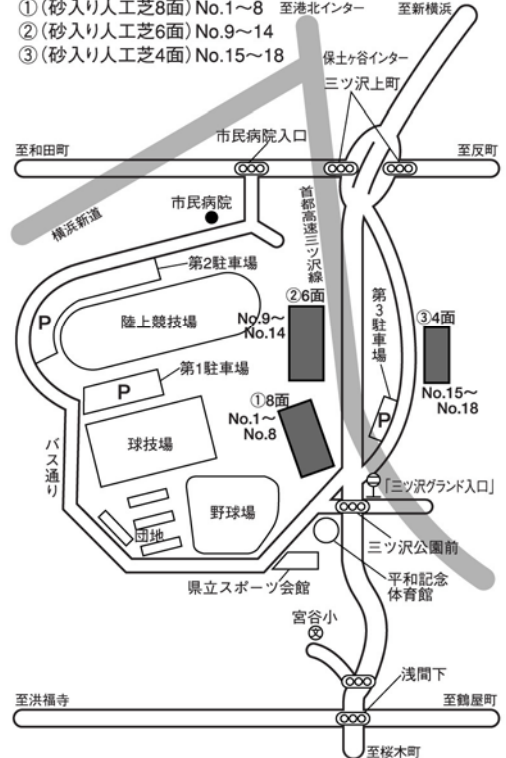 ①(砂入り人工芝8面)No.1〜8
至港北インター
至新横浜
②(砂入り人工芝6面)No.9〜14
③(砂入り人工芝4面)No.15〜18
保土ヶ谷インター
三ツ沢上町
市民病院入口
至和田町
至反町
市民病院
横浜新道
首都高速三ツ沢線
第2駐車場
P
陸上競技場
②6面
No.9〜
No.14
第3駐車場
③4面
No.15〜
No.18
第1駐車場
P
①8面
No.1〜
No.8
P
球技場
バス通り
団地
野球場
「三ツ沢グランド入口」
三ツ沢公園前
県立スポーツ会館
平和記念
体育館
宮谷小
文
浅間下
至洪福寺
至鶴屋町
至桜木町